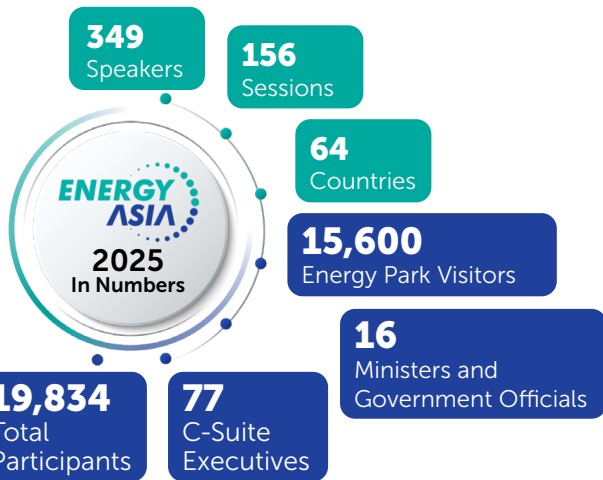 349
Speakers
156
Sessions
64
Countries
ENERGY
ASIA
2025
In Numbers
15,600
Energy Park Visitors
16
Ministers and
Government Officials
19,834
Total
Participants
77
C-Suite
Executives